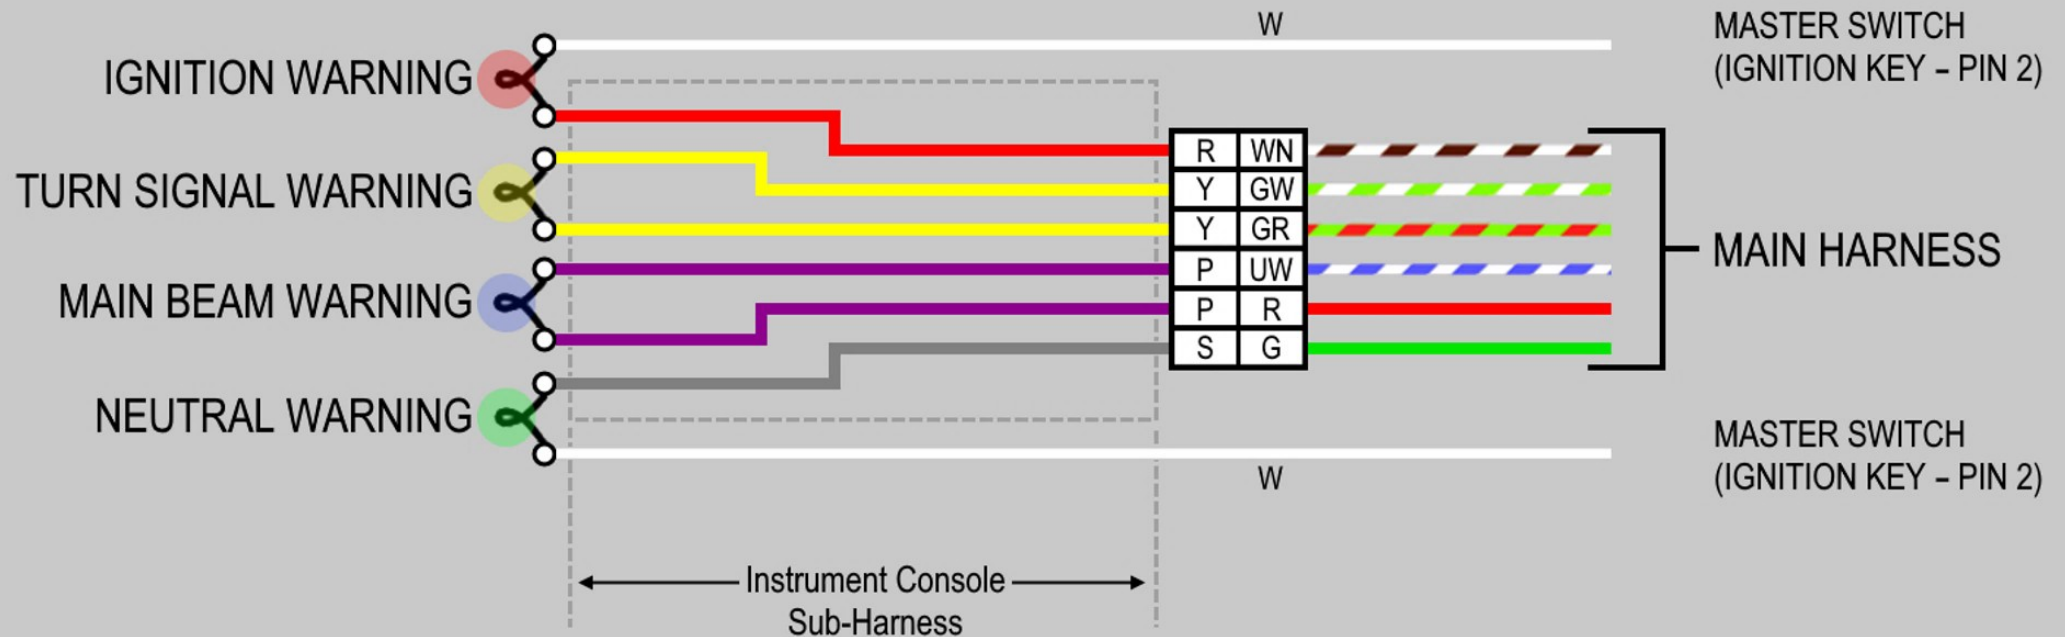 W
MASTER SWITCH
(IGNITION KEY – PIN 2)
IGNITION WARNING
R WN
TURN SIGNAL WARNING
Y GW
Y GR
MAIN HARNESS
P UW
MAIN BEAM WARNING
P R
S G
NEUTRAL WARNING
MASTER SWITCH
(IGNITION KEY – PIN 2)
W
Instrument Console
Sub-Harness